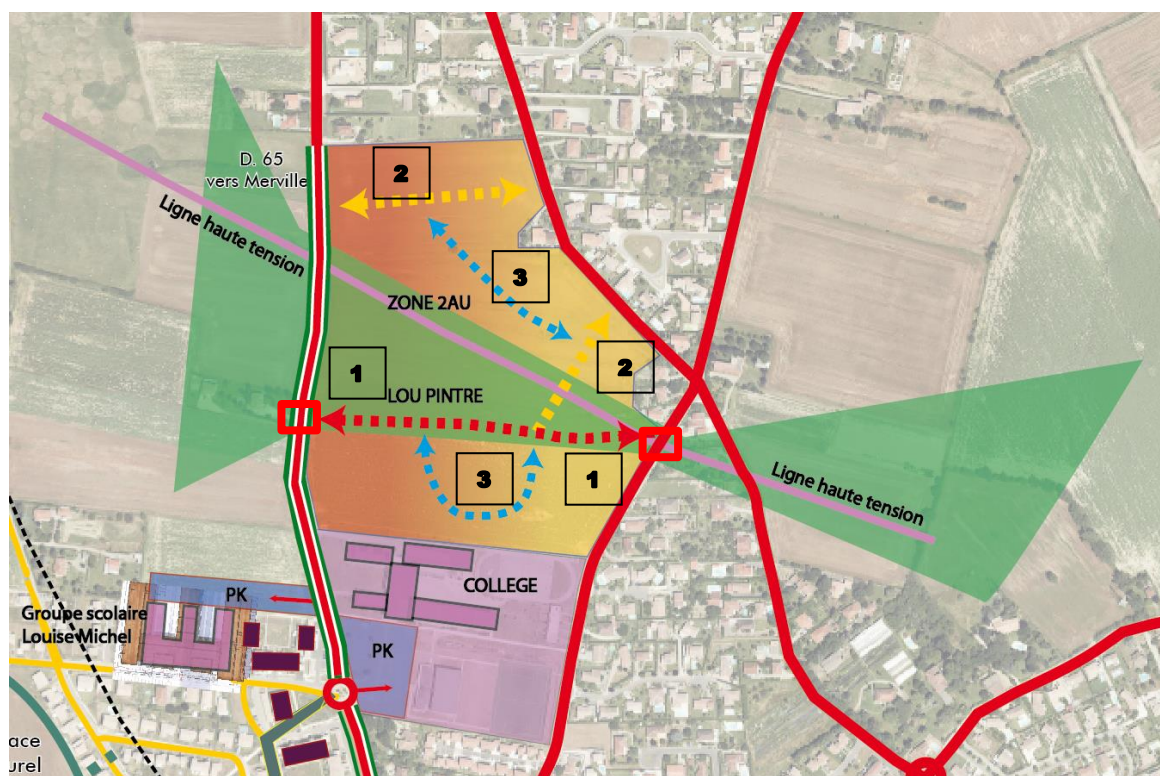 D. 65
vers Merville
2
Ligne haute tension
3
ZONE 2AU
1
2
LOU PINTRE
3
1
Ligne haute tension
COLLEGE
PK
Groupe scolaire
Louise Michel
PK
ace
urel